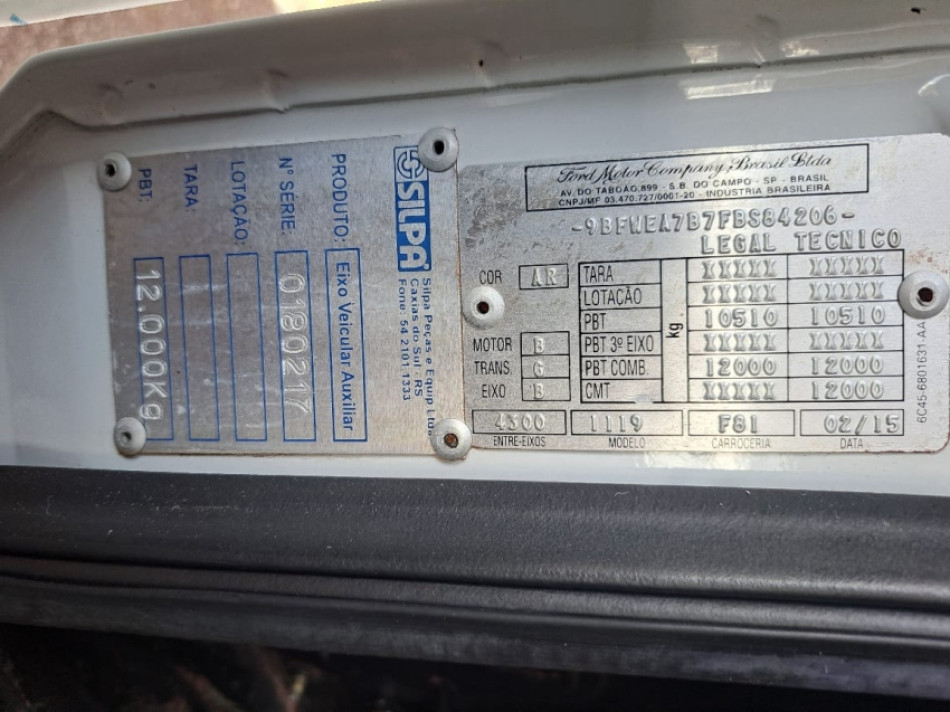 SILPA
Silpa Peças e Equip Ltda
Caxias do Sul - RS
Fone: 54 2101.1333
PRODUTO: Eixo Veicular Auxiliar
N° SÉRIE: 0180217
LOTAÇÃO:
TARA:
PBT: 12.000Kg
Ford Motor Company, Brasil Ltda
AV. DO TABOÃO,899 - S.B. DO CAMPO - SP - BRASIL
CNPJ/MF 03.470.727/0001-20 - INDÚSTRIA BRASILEIRA
-9BFWEA7B7FBS84206-
LEGAL TECNICO
COR AR
TARA XXXXX XXXXX
LOTAÇÃO XXXXX XXXXX
PBT 10510 10510
kg
MOTOR B PBT 3º EIXO XXXXX XXXXX
TRANS. G PBT COMB. 12000 12000
EIXO B CMT XXXXX 12000
4300 1119 F81 02/15
ENTRE-EIXOS MODELO CARROCERIA DATA
6C45-6801631-AA